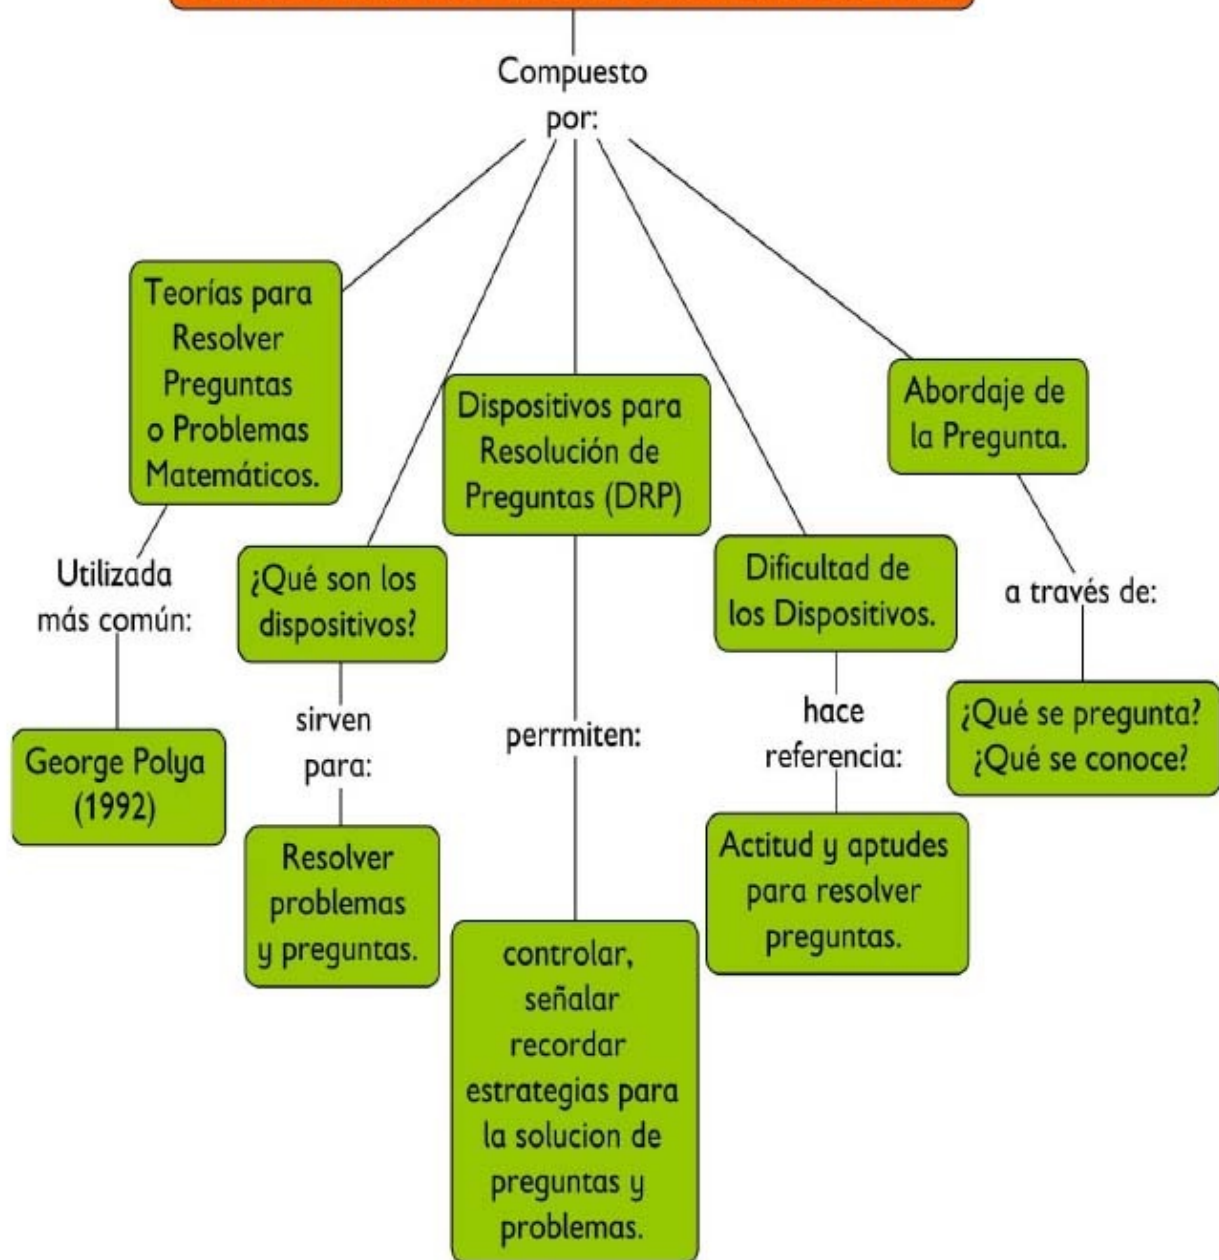 Compuesto
por:
Teorías para
Resolver
Preguntas
o Problemas
Matemáticos.
Utilizada
más común:
George Polya
(1992)
¿Qué son los
dispositivos?
sirven
para:
Resolver
problemas
y preguntas.
Dispositivos para
Resolución de
Preguntas (DRP)
perrmiten:
controlar,
señalar
recordar
estrategias para
la solucion de
preguntas y
problemas.
Dificultad de
los Dispositivos.
hace
referencia:
Actitud y aptudes
para resolver
preguntas.
Abordaje de
la Pregunta.
a través de:
¿Qué se pregunta?
¿Qué se conoce?